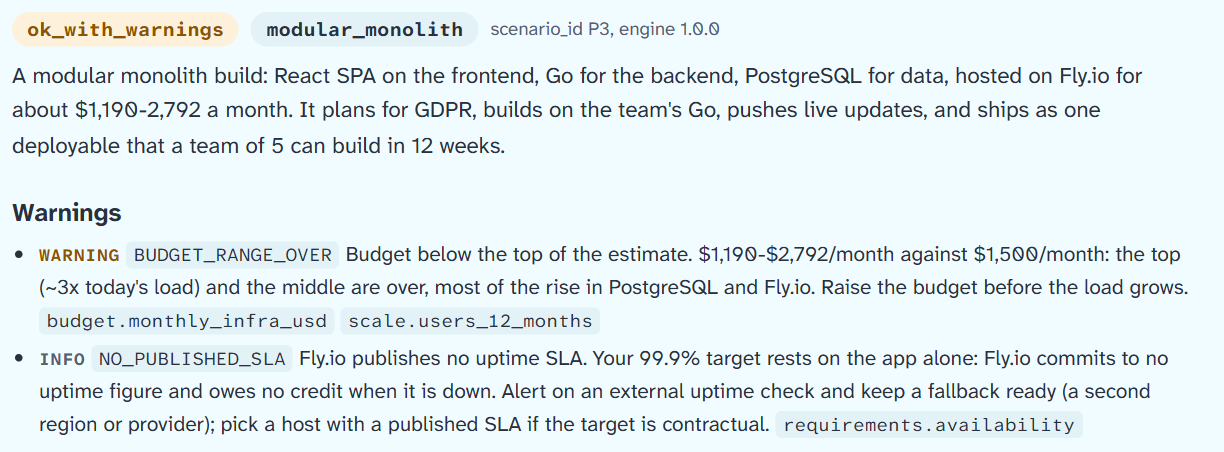 ok_with_warnings modular_monolith scenario_id P3, engine 1.0.0
A modular monolith build: React SPA on the frontend, Go for the backend, PostgreSQL for data, hosted on Fly.io for
about $1,190-2,792 a month. It plans for GDPR, builds on the team's Go, pushes live updates, and ships as one
deployable that a team of 5 can build in 12 weeks.
Warnings
• WARNING BUDGET_RANGE_OVER Budget below the top of the estimate. $1,190-$2,792/month against $1,500/month: the top
(~3x today's load) and the middle are over, most of the rise in PostgreSQL and Fly.io. Raise the budget before the load grows.
budget.monthly_infra_usd scale.users_12_months
• INFO NO_PUBLISHED_SLA Fly.io publishes no uptime SLA. Your 99.9% target rests on the app alone: Fly.io commits to no
uptime figure and owes no credit when it is down. Alert on an external uptime check and keep a fallback ready (a second
region or provider); pick a host with a published SLA if the target is contractual. requirements.availability